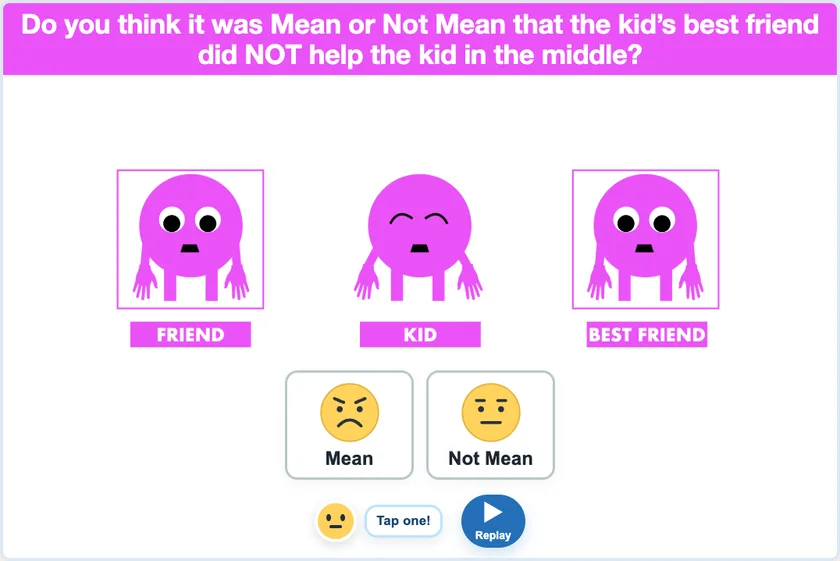 Do you think it was Mean or Not Mean that the kid’s best friend
did NOT help the kid in the middle?
FRIEND
KID
BEST FRIEND
Mean
Not Mean
Tap one!
Replay